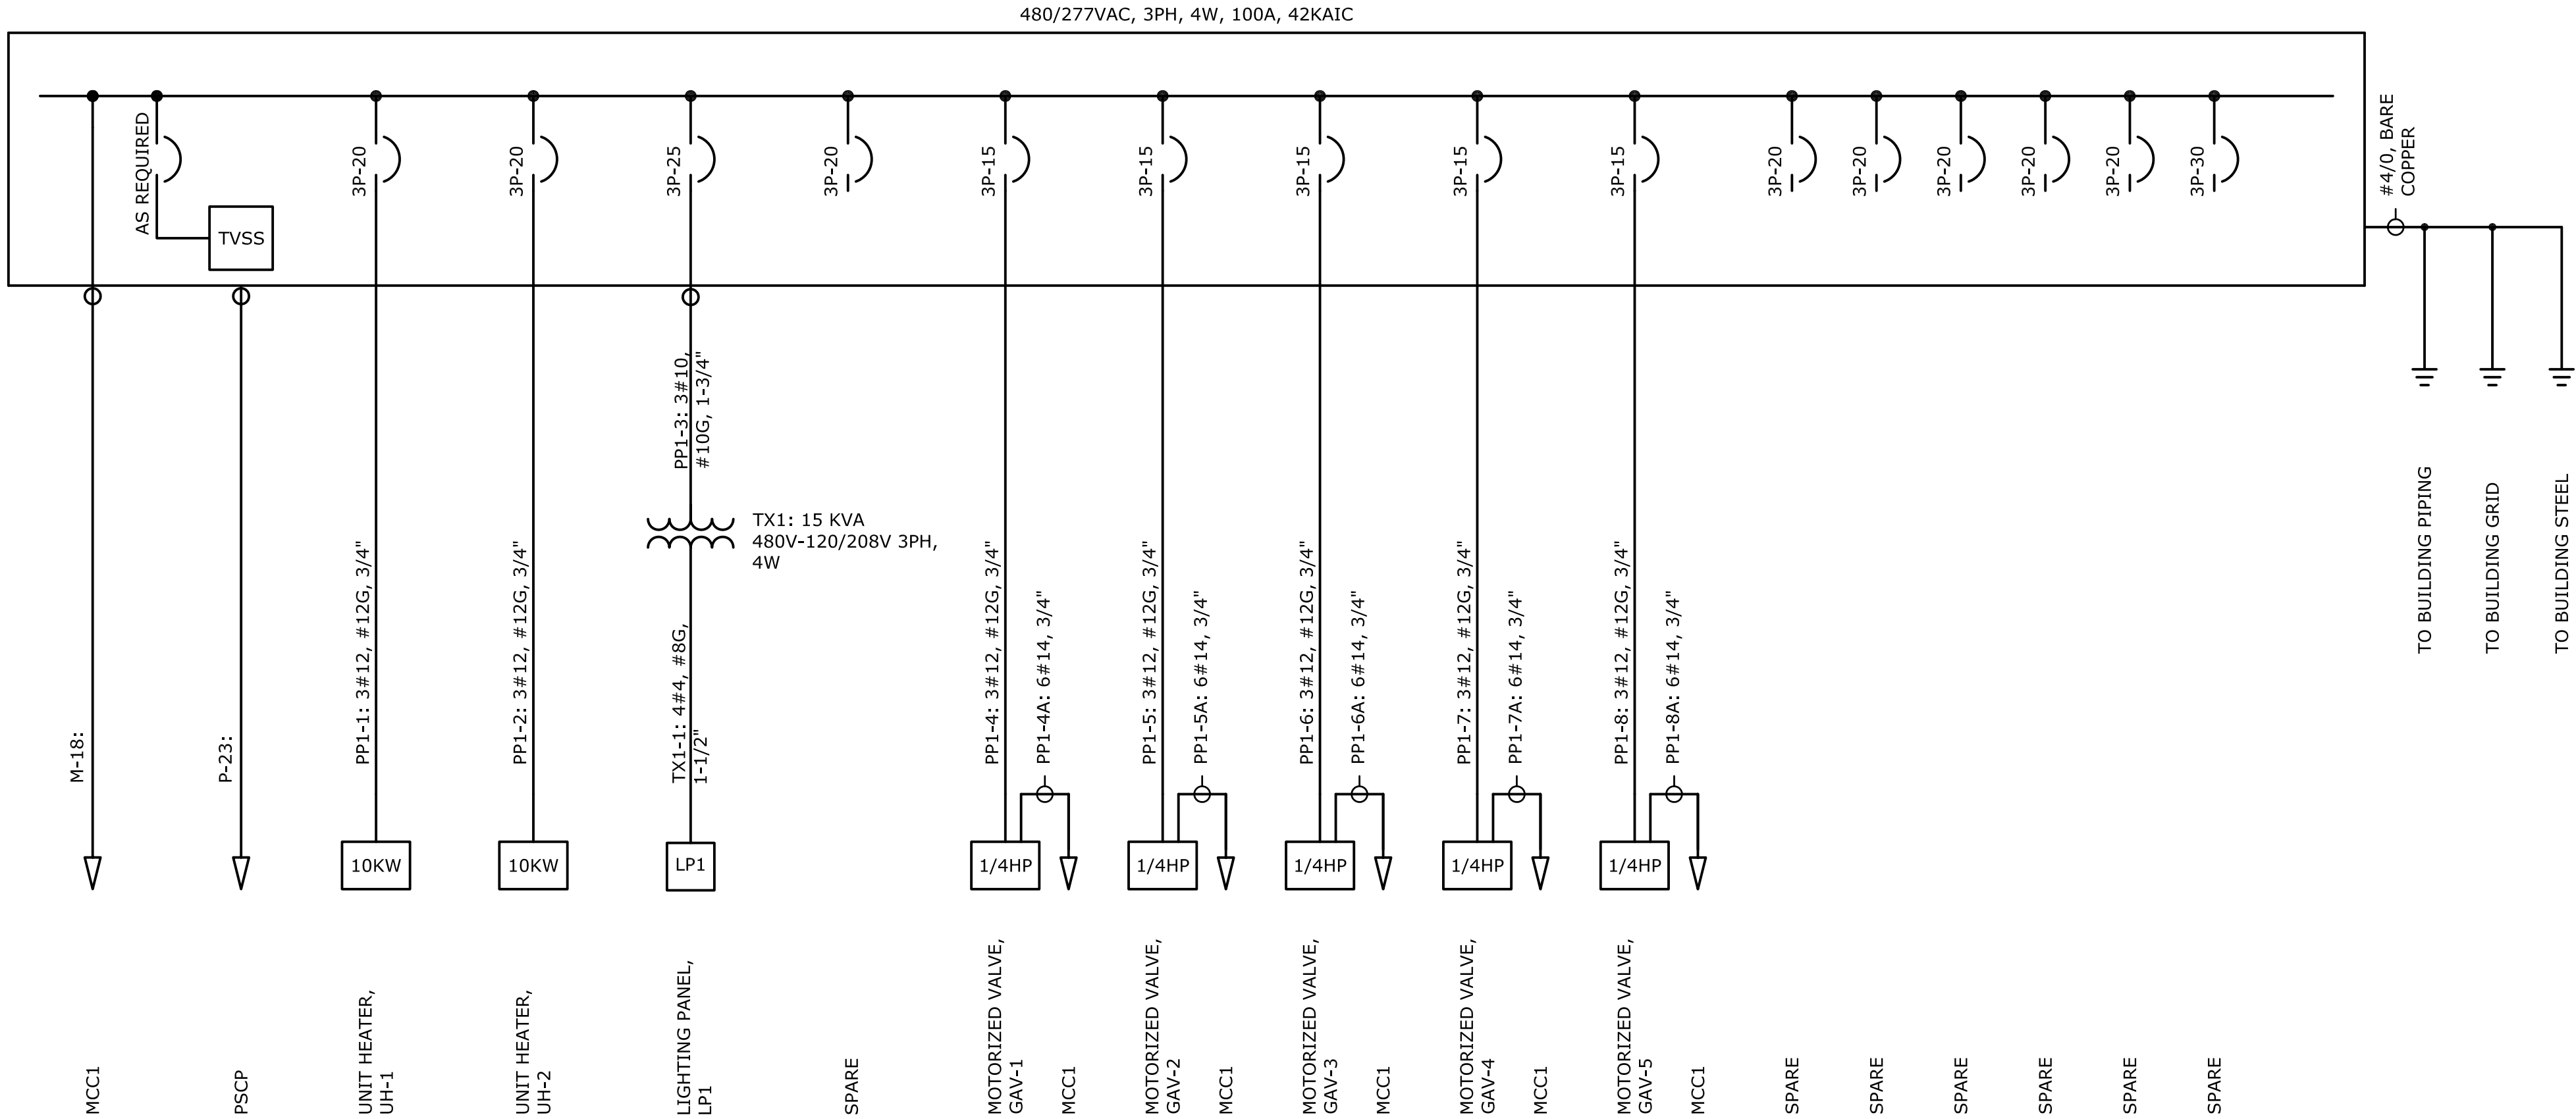 480/277VAC, 3PH, 4W, 100A, 42KAIC
AS REQUIRED
TVSS
3P-20
3P-20
3P-25
3P-20
3P-15
3P-15
3P-15
3P-15
3P-15
3P-20
3P-20
3P-20
3P-20
3P-20
3P-30
#4/0, BARE
COPPER
M-18:
P-23:
PP1-1: 3#12, #12G, 3/4"
PP1-2: 3#12, #12G, 3/4"
PP1-3: 3#10,
#10G, 1-3/4"
TX1: 15 KVA
480V-120/208V 3PH,
4W
TX1-1: 4#4, #8G,
1-1/2"
PP1-4: 3#12, #12G, 3/4"
PP1-4A: 6#14, 3/4"
PP1-5: 3#12, #12G, 3/4"
PP1-5A: 6#14, 3/4"
PP1-6: 3#12, #12G, 3/4"
PP1-6A: 6#14, 3/4"
PP1-7: 3#12, #12G, 3/4"
PP1-7A: 6#14, 3/4"
PP1-8: 3#12, #12G, 3/4"
PP1-8A: 6#14, 3/4"
TO BUILDING PIPING
TO BUILDING GRID
TO BUILDING STEEL
10KW
10KW
LP1
1/4HP
1/4HP
1/4HP
1/4HP
1/4HP
MCC1
PSCP
UNIT HEATER,
UH-1
UNIT HEATER,
UH-2
LIGHTING PANEL,
LP1
SPARE
MOTORIZED VALVE,
GAV-1
MCC1
MOTORIZED VALVE,
GAV-2
MCC1
MOTORIZED VALVE,
GAV-3
MCC1
MOTORIZED VALVE,
GAV-4
MCC1
MOTORIZED VALVE,
GAV-5
MCC1
SPARE
SPARE
SPARE
SPARE
SPARE
SPARE